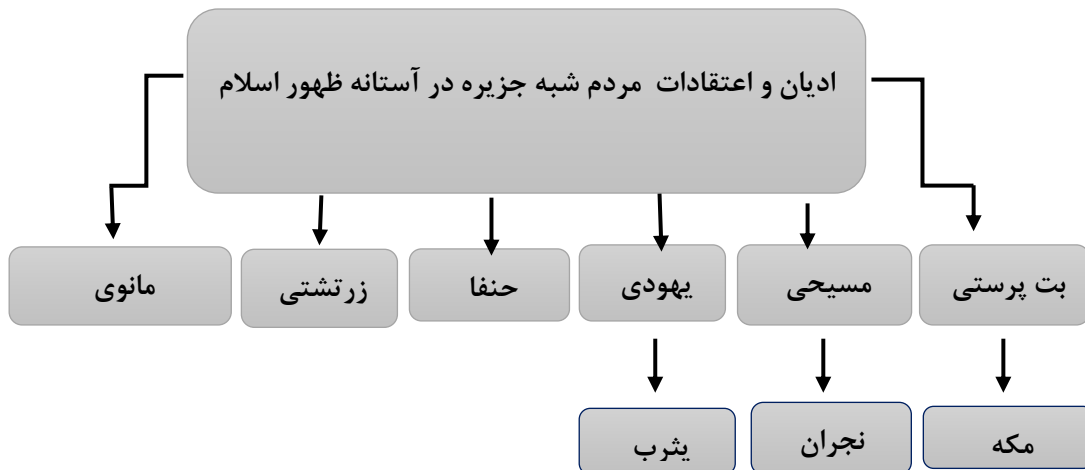 ادیان و اعتقادات مردم شبه جزیره در آستانه ظهور اسلام
بت پرستی
مسیحی
یهودی
حنفا
زرتشتی
مانوی
مکه
نجران
یثرب